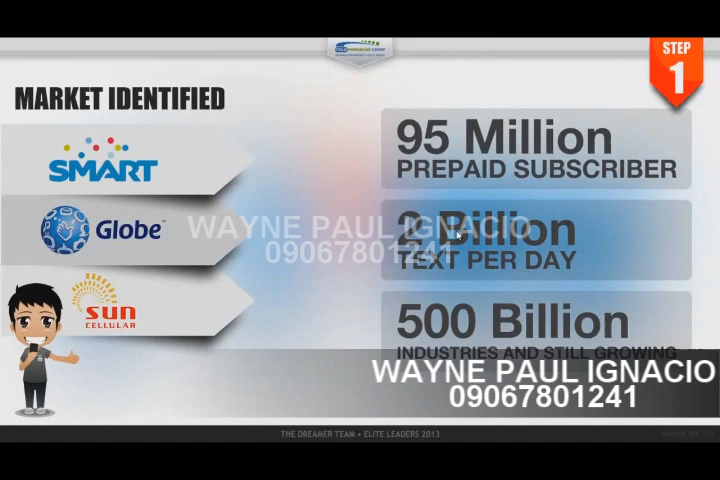 STEP
1
MARKET IDENTIFIED
SMART
Globe
sun
CELLULAR
95 Million
PREPAID SUBSCRIBER
2 Billion
TEXT PER DAY
500 Billion
INDUSTRIES AND STILL GROWING
WAYNE PAUL IGNACIO
09067801241
WAYNE PAUL IGNACIO
09067801241
THE DREAMER TEAM • ELITE LEADERS 2013